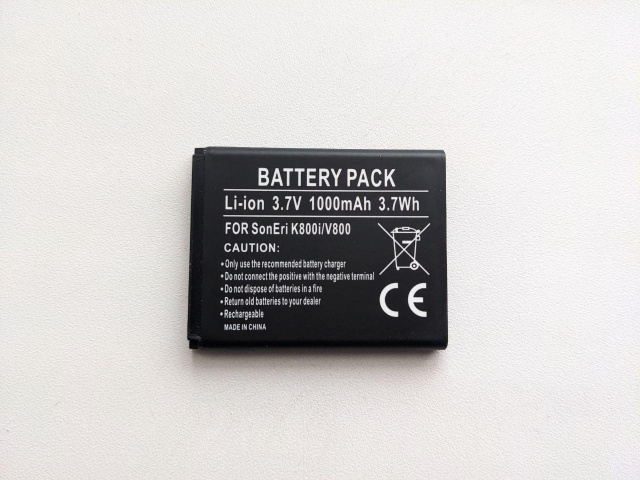 BATTERY PACK
Li-ion 3.7V 1000mAh 3.7Wh
FOR SonEri K800i/V800
CAUTION:
•Only use the recommended battery charger
•Do not connect the positive with the negative terminal
•Do not dispose of batteries in a fire
•Return old batteries to your dealer
•Rechargeable
MADE IN CHINA
CE